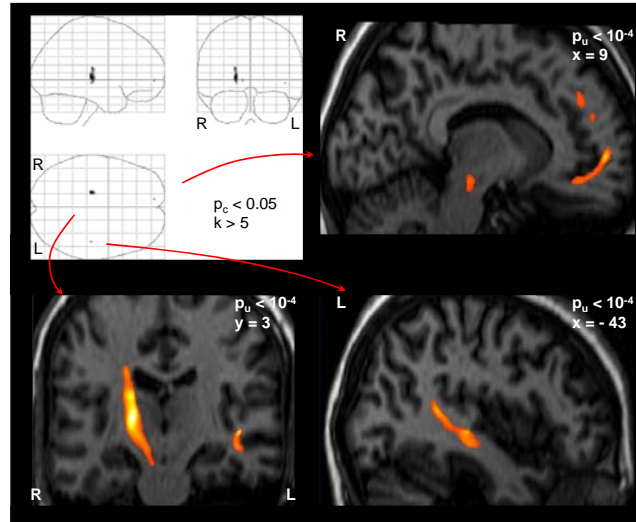 R
L
R
L
p_c < 0.05
k > 5
R
p_u < 10^-4
x = 9
p_u < 10^-4
y = 3
R
L
L
p_u < 10^-4
x = - 43